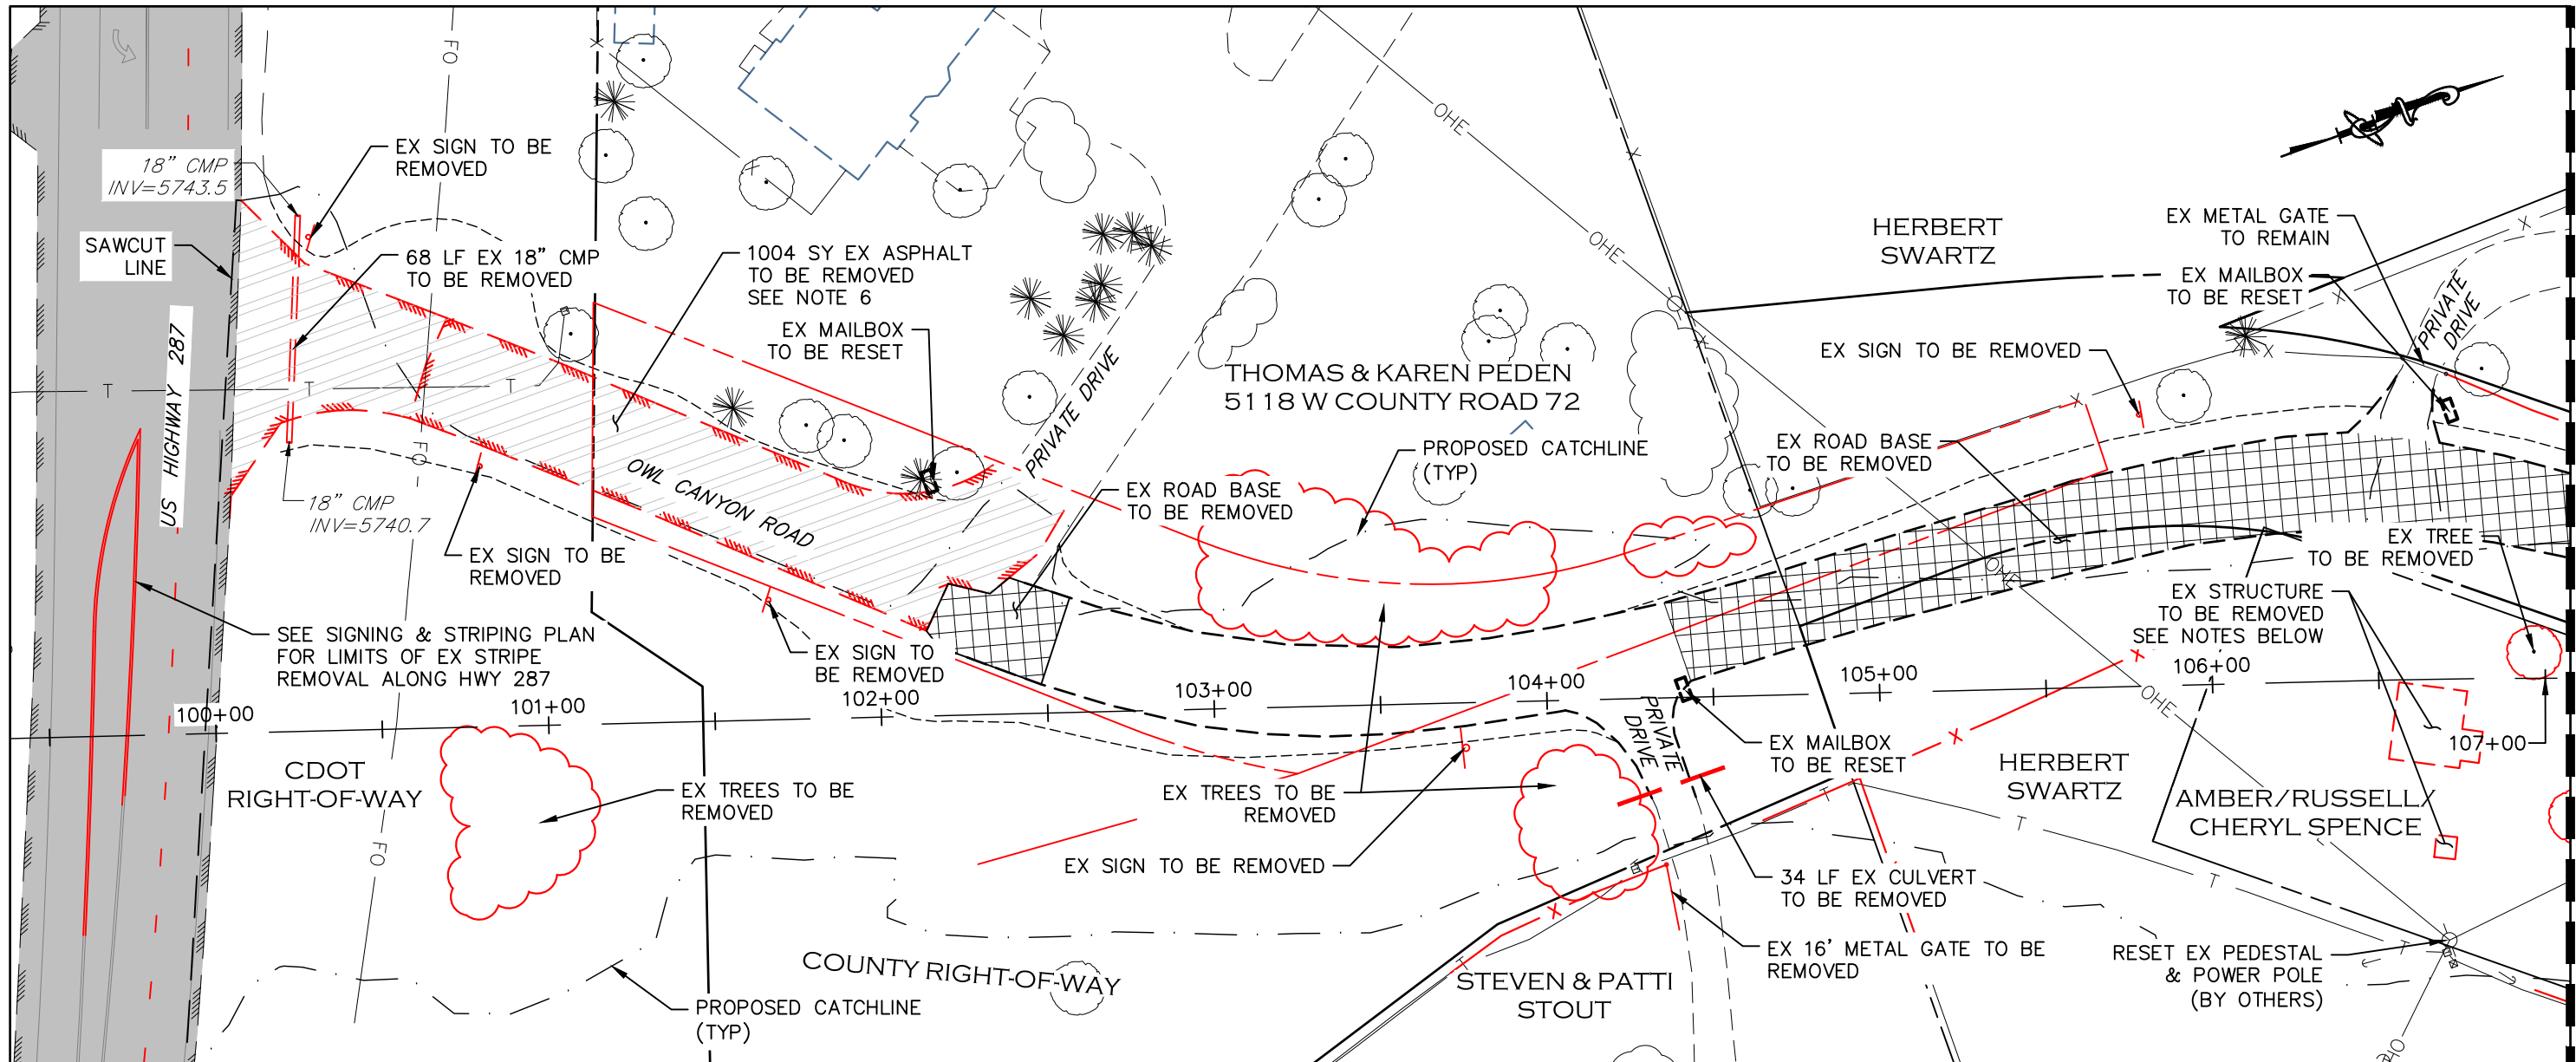 FO
18" CMP
INV=5743.5
EX SIGN TO BE
REMOVED
SAWCUT
LINE
68 LF EX 18" CMP
TO BE REMOVED
1004 SY EX ASPHALT
TO BE REMOVED
SEE NOTE 6
EX MAILBOX
TO BE RESET
US HIGHWAY 287
T
T
T
FO
18" CMP
INV=5740.7
OWL CANYON ROAD
PRIVATE DRIVE
EX SIGN TO BE
REMOVED
SEE SIGNING & STRIPING PLAN
FOR LIMITS OF EX STRIPE
REMOVAL ALONG HWY 287
EX SIGN TO
BE REMOVED
X
X
OHE
OHE
X
X
HERBERT
SWARTZ
EX METAL GATE
TO REMAIN
EX MAILBOX
TO BE RESET
X
X
X
X
PRIVATE
DRIVE
EX SIGN TO BE REMOVED
THOMAS & KAREN PEDEN
5118 W COUNTY ROAD 72
PROPOSED CATCHLINE
(TYP)
EX ROAD BASE
TO BE REMOVED
EX ROAD BASE
TO BE REMOVED
OHE
EX TREE
TO BE REMOVED
EX STRUCTURE
TO BE REMOVED
SEE NOTES BELOW
100+00
101+00
102+00
103+00
104+00
105+00
106+00
107+00
CDOT
RIGHT-OF-WAY
FO
EX TREES TO BE
REMOVED
EX TREES TO BE
REMOVED
EX SIGN TO BE REMOVED
PRIVATE
DRIVE
EX MAILBOX
TO BE RESET
X
X
X
OHE
HERBERT
SWARTZ
AMBER/RUSSELL/
CHERYL SPENCE
T
T
T
T
T
34 LF EX CULVERT
TO BE REMOVED
EX 16' METAL GATE TO BE
REMOVED
RESET EX PEDESTAL
& POWER POLE
(BY OTHERS)
COUNTY RIGHT-OF-WAY
PROPOSED CATCHLINE
(TYP)
STEVEN & PATTI
STOUT
OHE